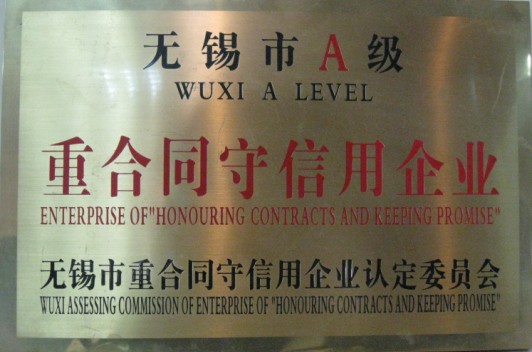 无锡市A级
WUXI A LEVEL
重合同守信用企业
ENTERPRISE OF"HONOURING CONTRACTS AND KEEPING PROMISE"
无锡市重合同守信用企业认定委员会
WUXI ASSESSING COMMISSION OF ENTERPRISE OF "HONOURING CONTRACTS AND KEEPING PROMISE"